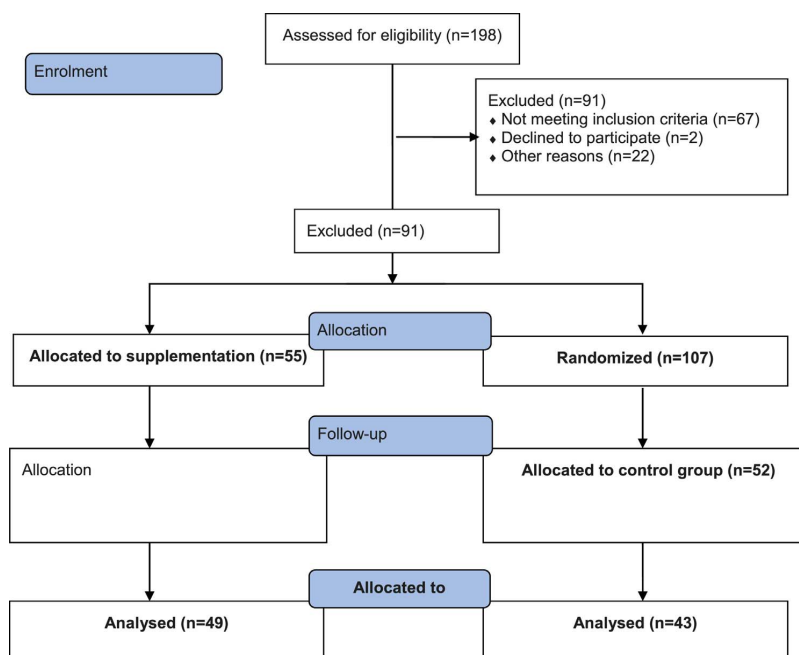 Assessed for eligibility (n=198)
Enrolment
Excluded (n=91)
♦ Not meeting inclusion criteria (n=67)
♦ Declined to participate (n=2)
♦ Other reasons (n=22)
Excluded (n=91)
Allocation
Allocated to supplementation (n=55)
Randomized (n=107)
Follow-up
Allocation
Allocated to control group (n=52)
Allocated to
Analysed (n=49)
Analysed (n=43)